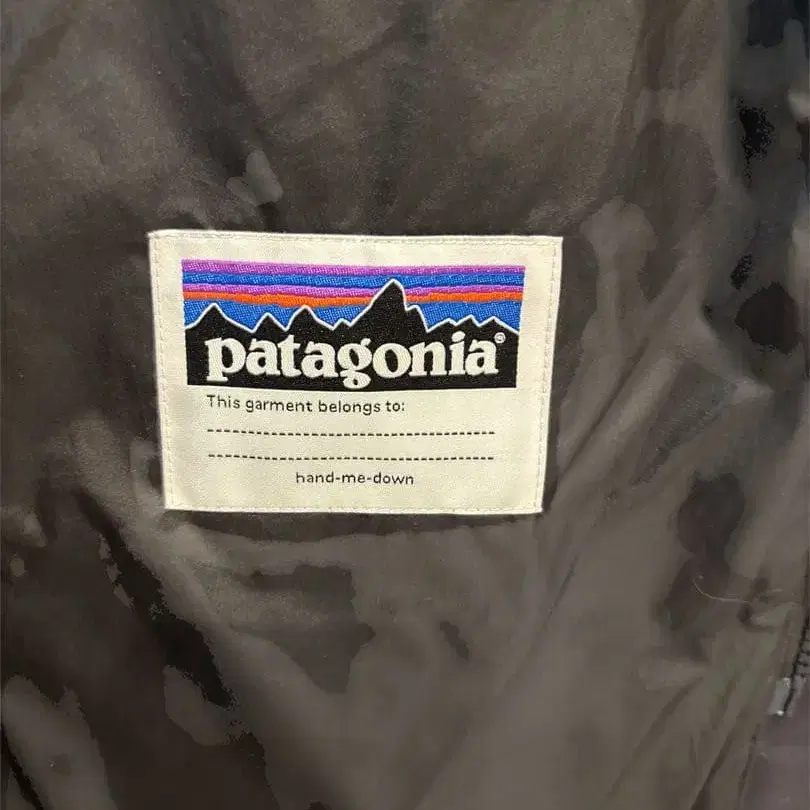 patagonia®
This garment belongs to:
hand-me-down